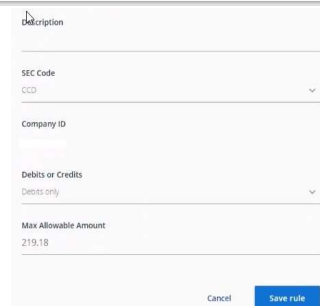 Description
SEC Code
CCD
Company ID
Debits or Credits
Debits only
Max Allowable Amount
219.18
Cancel
Save rule